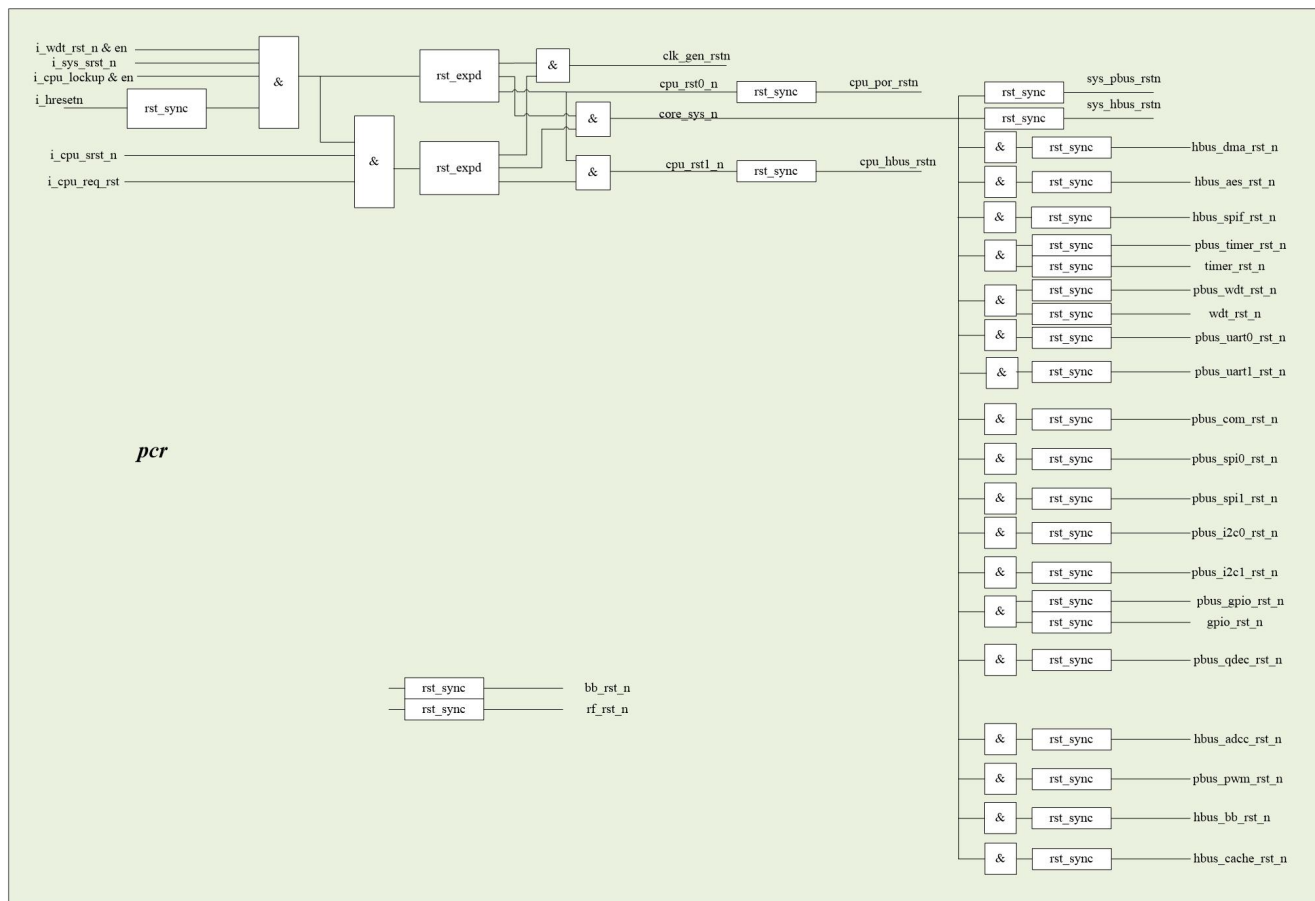 i_wdt_rst_n & en
i_sys_srst_n
i_cpu_lockup & en
i_hresetn
rst_sync
&
i_cpu_srst_n
i_cpu_req_rst
&
rst_expd
rst_expd
&
clk_gen_rstn
&
cpu_rst0_n
rst_sync
cpu_por_rstn
core_sys_n
&
cpu_rst1_n
rst_sync
cpu_hbus_rstn
rst_sync
sys_pbus_rstn
rst_sync
sys_hbus_rstn
& rst_sync hbus_dma_rst_n
& rst_sync hbus_aes_rst_n
& rst_sync hbus_spif_rst_n
& rst_sync pbus_timer_rst_n
rst_sync timer_rst_n
& rst_sync pbus_wdt_rst_n
rst_sync wdt_rst_n
& rst_sync pbus_uart0_rst_n
& rst_sync pbus_uart1_rst_n
& rst_sync pbus_com_rst_n
& rst_sync pbus_spi0_rst_n
& rst_sync pbus_spi1_rst_n
& rst_sync pbus_i2c0_rst_n
& rst_sync pbus_i2c1_rst_n
& rst_sync pbus_gpio_rst_n
rst_sync gpio_rst_n
& rst_sync pbus_qdec_rst_n
& rst_sync hbus_adcc_rst_n
& rst_sync pbus_pwm_rst_n
& rst_sync hbus_bb_rst_n
& rst_sync hbus_cache_rst_n
pcr
rst_sync bb_rst_n
rst_sync rf_rst_n